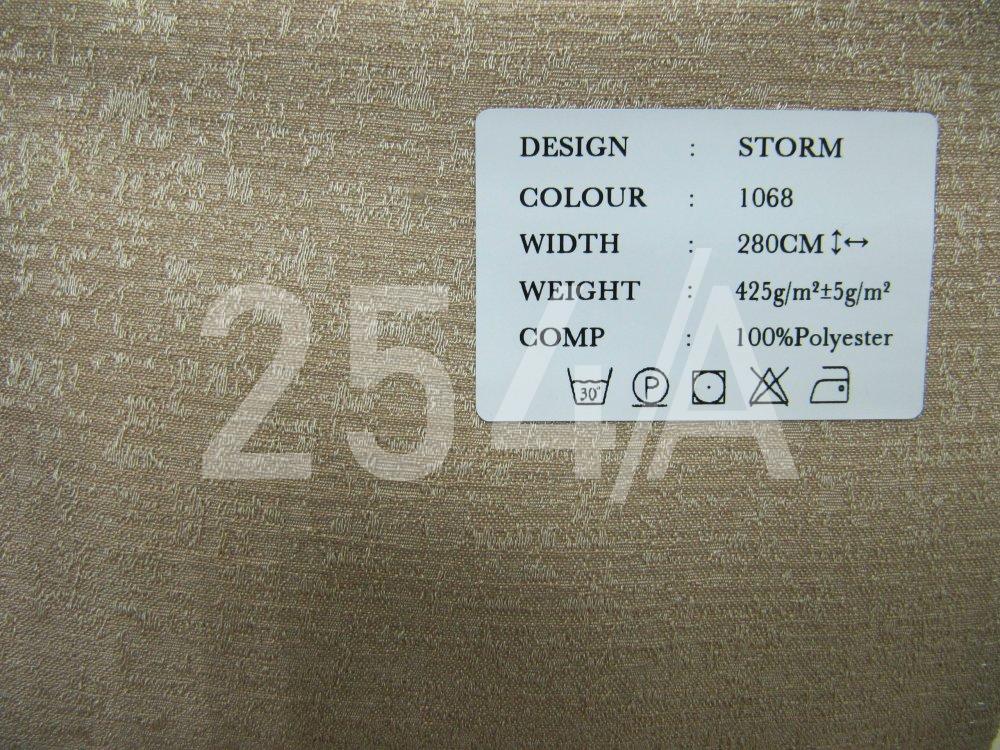 DESIGN : STORM
COLOUR : 1068
WIDTH : 280CM↕↔
WEIGHT : 425g/m²±5g/m²
COMP : 100%Polyester
30° P
254/A